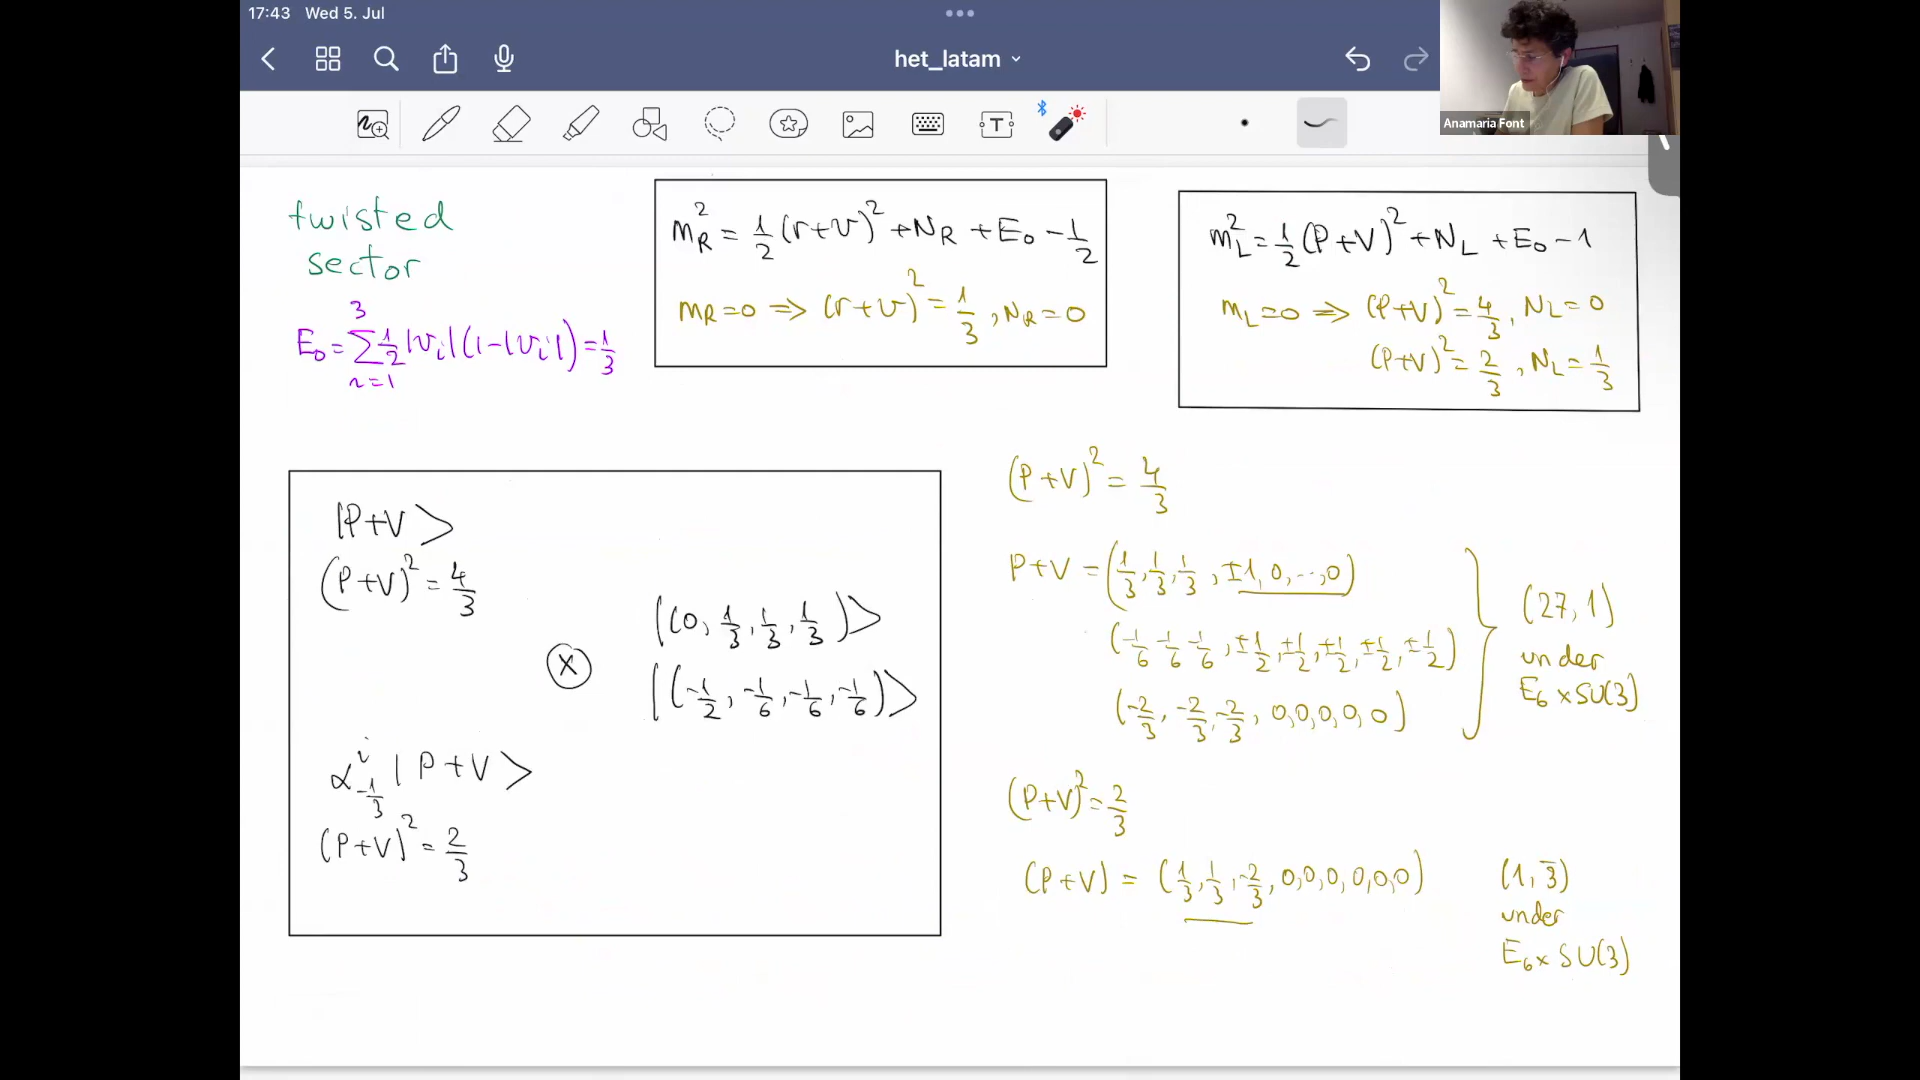 17:43 Wed 5. Jul
het_latam
Anamaria Font
twisted
sector
E₀ = ∑_{n=1}^{3} 1/2 |v_i| (1-|v_i|) = 1/3
m_R² = 1/2 (r+v)² + N_R + E₀ - 1/2
m_R = 0 ⇒ (r+v)² = 1/3, N_R = 0
m_L² = 1/2 (P+V)² + N_L + E₀ - 1
m_L = 0 ⇒ (P+V)² = 4/3, N_L = 0
(P+V)² = 2/3, N_L = 1/3
|P+V>
(P+V)² = 4/3
⊗
|(0, 1/3, 1/3, 1/3)>
|(-1/2, -1/6, -1/6, -1/6)>
α^i_{-1/3} |P+V>
(P+V)² = 2/3
(P+V)² = 4/3
P+V = (1/3, 1/3, 1/3, ±1, 0, ..., 0)
(-1/6 -1/6 -1/6, ±1/2, ±1/2, ±1/2, ±1/2, ±1/2)
(-2/3, -2/3, -2/3, 0,0,0,0,0)
(27,1)
under
E₆ × SU(3)
(P+V)² = 2/3
(P+V) = (1/3, 1/3, -2/3, 0,0,0,0,0,0)
(1, 3̅)
under
E₆ × SU(3)